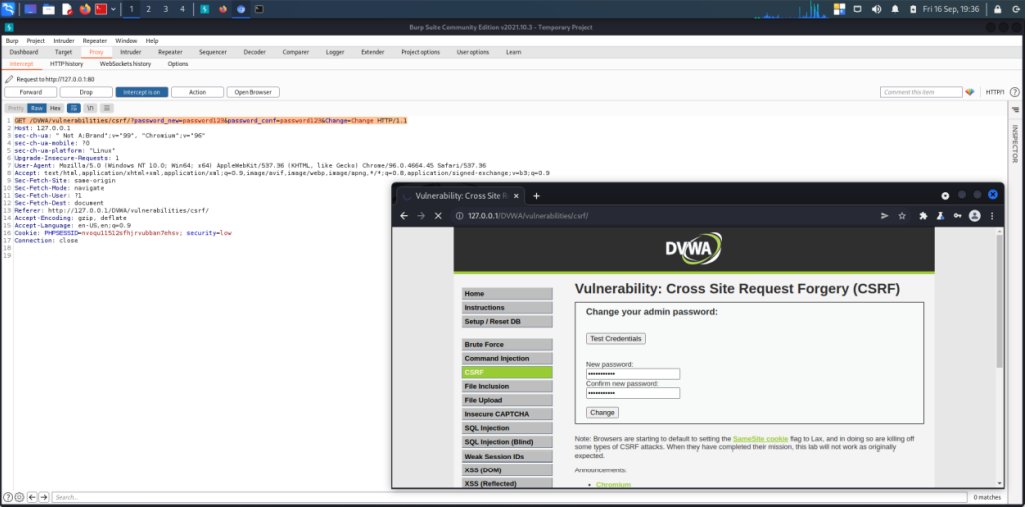 1 2 3 4
Fri 16 Sep, 19:36
Burp Suite Community Edition v2021.10.3 - Temporary Project
Burp Project Intruder Repeater Window Help
Dashboard Target Proxy Intruder Repeater Sequencer Decoder Comparer Logger Extender Project options User options Learn
Intercept HTTP history WebSockets history Options
Request to http://127.0.0.1:80
Forward Drop Intercept is on Action Open Browser
Comment this item HTTP/1 ?
Pretty Raw Hex \n
INSPECTOR
1 GET /DVWA/vulnerabilities/csrf/?password_new=password129&password_conf=password129&Change=Change HTTP/1.1
2 Host: 127.0.0.1
3 sec-ch-ua: " Not A;Brand";v="99", "Chromium";v="96"
4 sec-ch-ua-mobile: ?0
5 sec-ch-ua-platform: "Linux"
6 Upgrade-Insecure-Requests: 1
7 User-Agent: Mozilla/5.0 (Windows NT 10.0; Win64; x64) AppleWebKit/537.36 (KHTML, like Gecko) Chrome/96.0.4664.45 Safari/537.36
8 Accept: text/html,application/xhtml+xml,application/xml;q=0.9,image/avif,image/webp,image/apng,*/*;q=0.8,application/signed-exchange;v=b3;q=0.9
9 Sec-Fetch-Site: same-origin
10 Sec-Fetch-Mode: navigate
11 Sec-Fetch-User: ?1
12 Sec-Fetch-Dest: document
13 Referer: http://127.0.0.1/DVWA/vulnerabilities/csrf/
14 Accept-Encoding: gzip, deflate
15 Accept-Language: en-US,en;q=0.9
16 Cookie: security=low
17 Connection: close
18
19
Vulnerability: Cross Site R
127.0.0.1/DVWA/vulnerabilities/csrf/
DVWA
Home
Instructions
Setup / Reset DB
Brute Force
Command Injection
CSRF
File Inclusion
File Upload
Insecure CAPTCHA
SQL Injection
SQL Injection (Blind)
Weak Session IDs
XSS (DOM)
XSS (Reflected)
Vulnerability: Cross Site Request Forgery (CSRF)
Change your admin password:
Test Credentials
New password:
Confirm new password:
Change
Note: Browsers are starting to default to setting the SameSite cookie flag to Lax, and in doing so are killing off
some types of CSRF attacks. When they have completed their mission, this lab will not work as originally
expected.
Announcements:
Chromium
Search...
0 matches